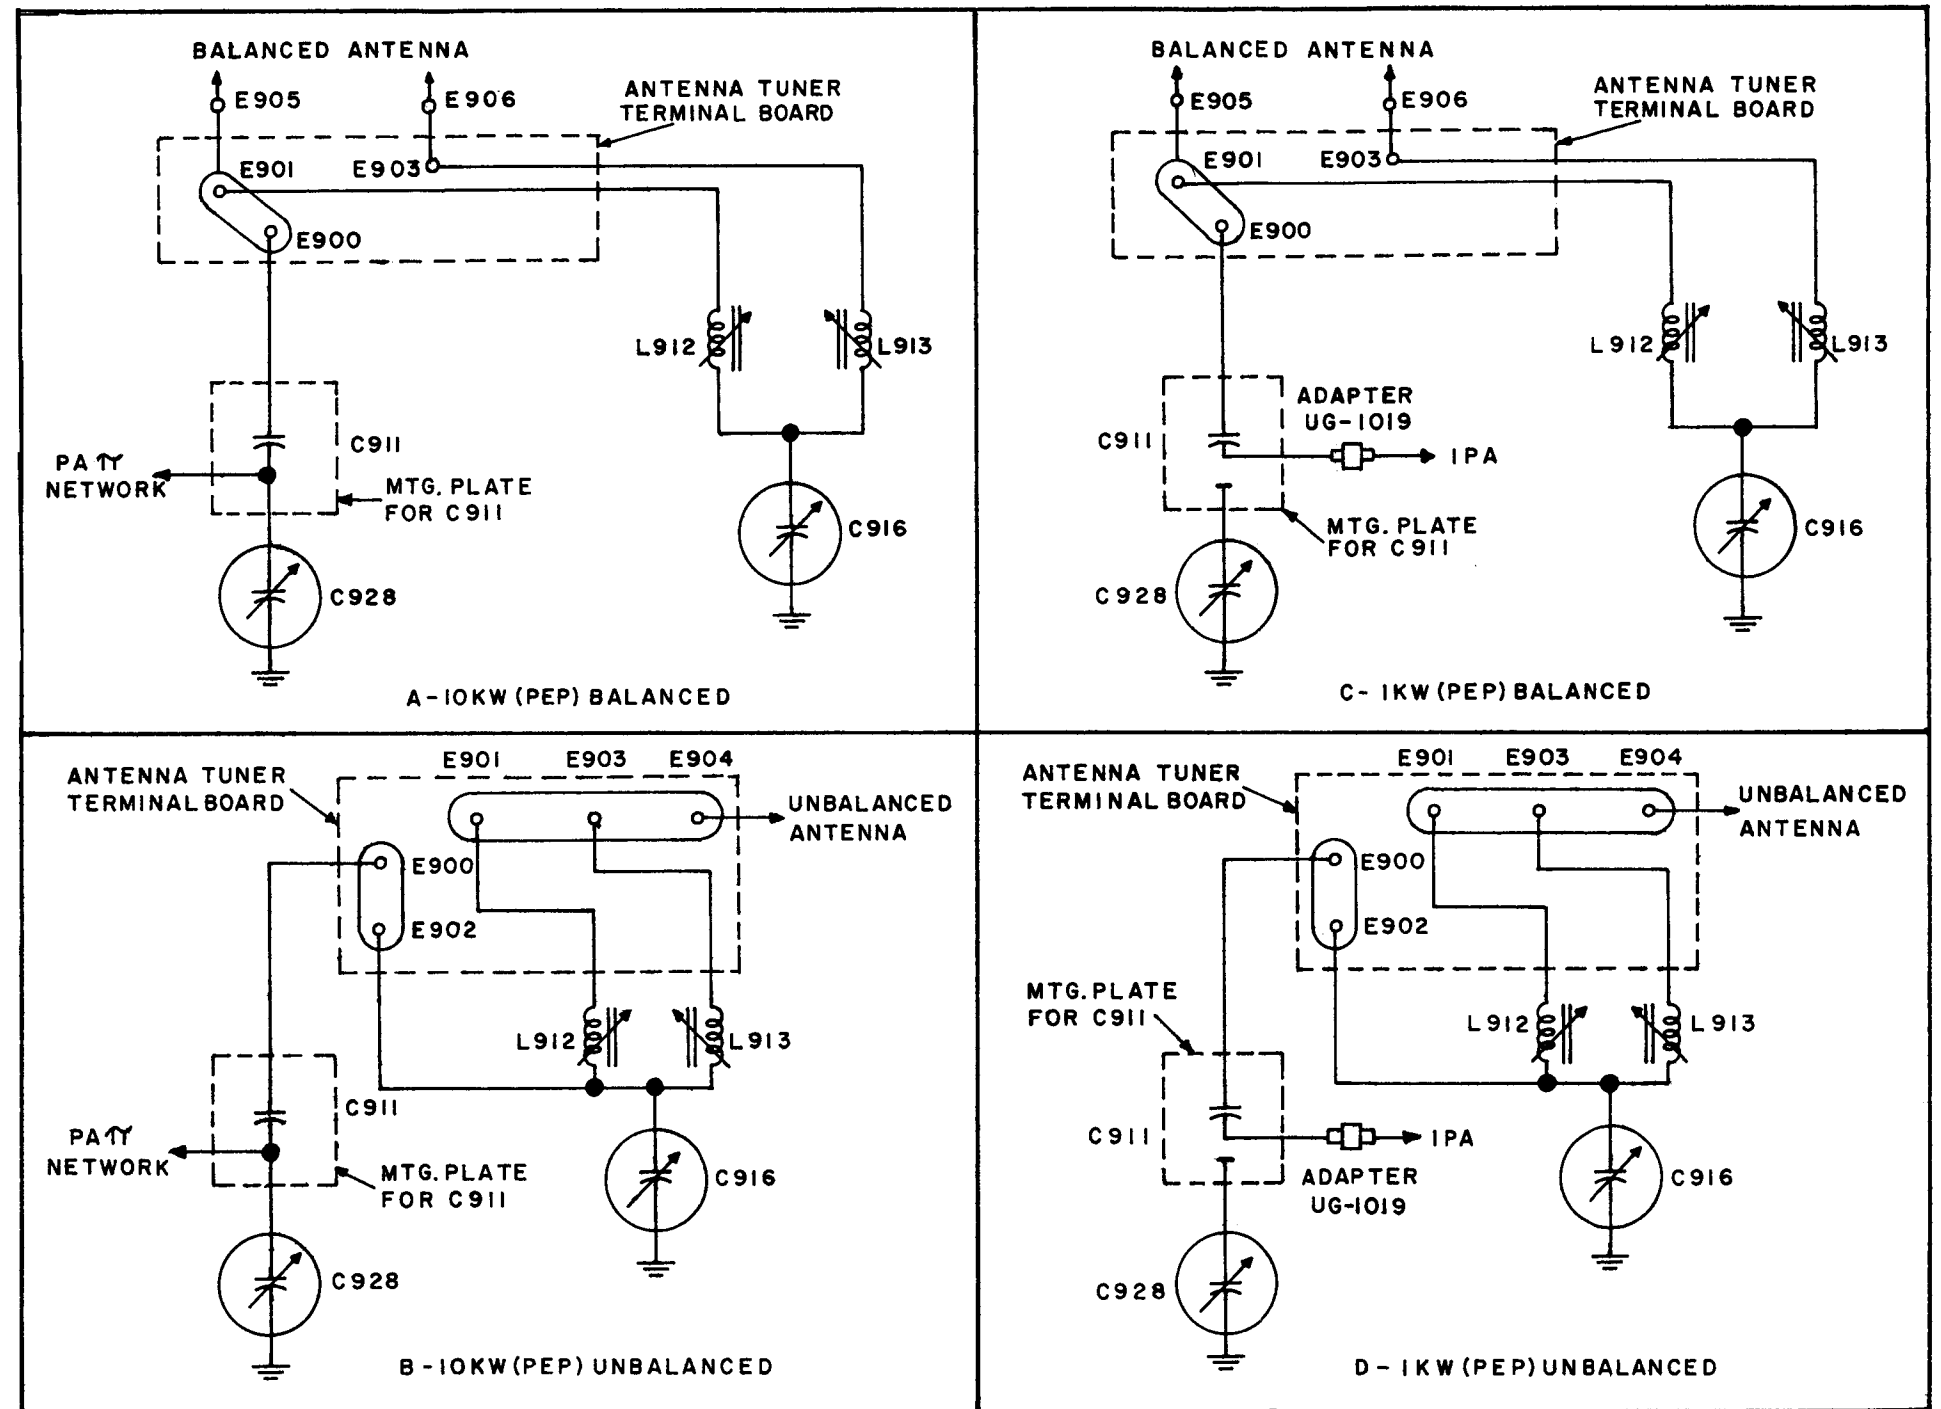 BALANCED ANTENNA
E905
E906
ANTENNA TUNER
TERMINAL BOARD
E901
E903
E900
L912
L913
C911
PA π
NETWORK
MTG. PLATE
FOR C911
C916
C928
A-10KW (PEP) BALANCED
BALANCED ANTENNA
E905
E906
ANTENNA TUNER
TERMINAL BOARD
E901
E903
E900
L912
L913
ADAPTER
UG-1019
C911
IPA
MTG. PLATE
FOR C911
C916
C928
C- 1KW (PEP) BALANCED
E901
E903
E904
ANTENNA TUNER
TERMINAL BOARD
UNBALANCED
ANTENNA
E900
E902
L912
L913
C911
PA π
NETWORK
MTG. PLATE
FOR C911
C916
C928
B-10KW (PEP) UNBALANCED
E901
E903
E904
ANTENNA TUNER
TERMINAL BOARD
UNBALANCED
ANTENNA
E900
E902
MTG. PLATE
FOR C911
L912
L913
C911
IPA
ADAPTER
UG-1019
C916
C928
D- 1KW (PEP) UNBALANCED